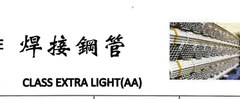 焊接鋼管
CLASS EXTRA LIGHT(AA)